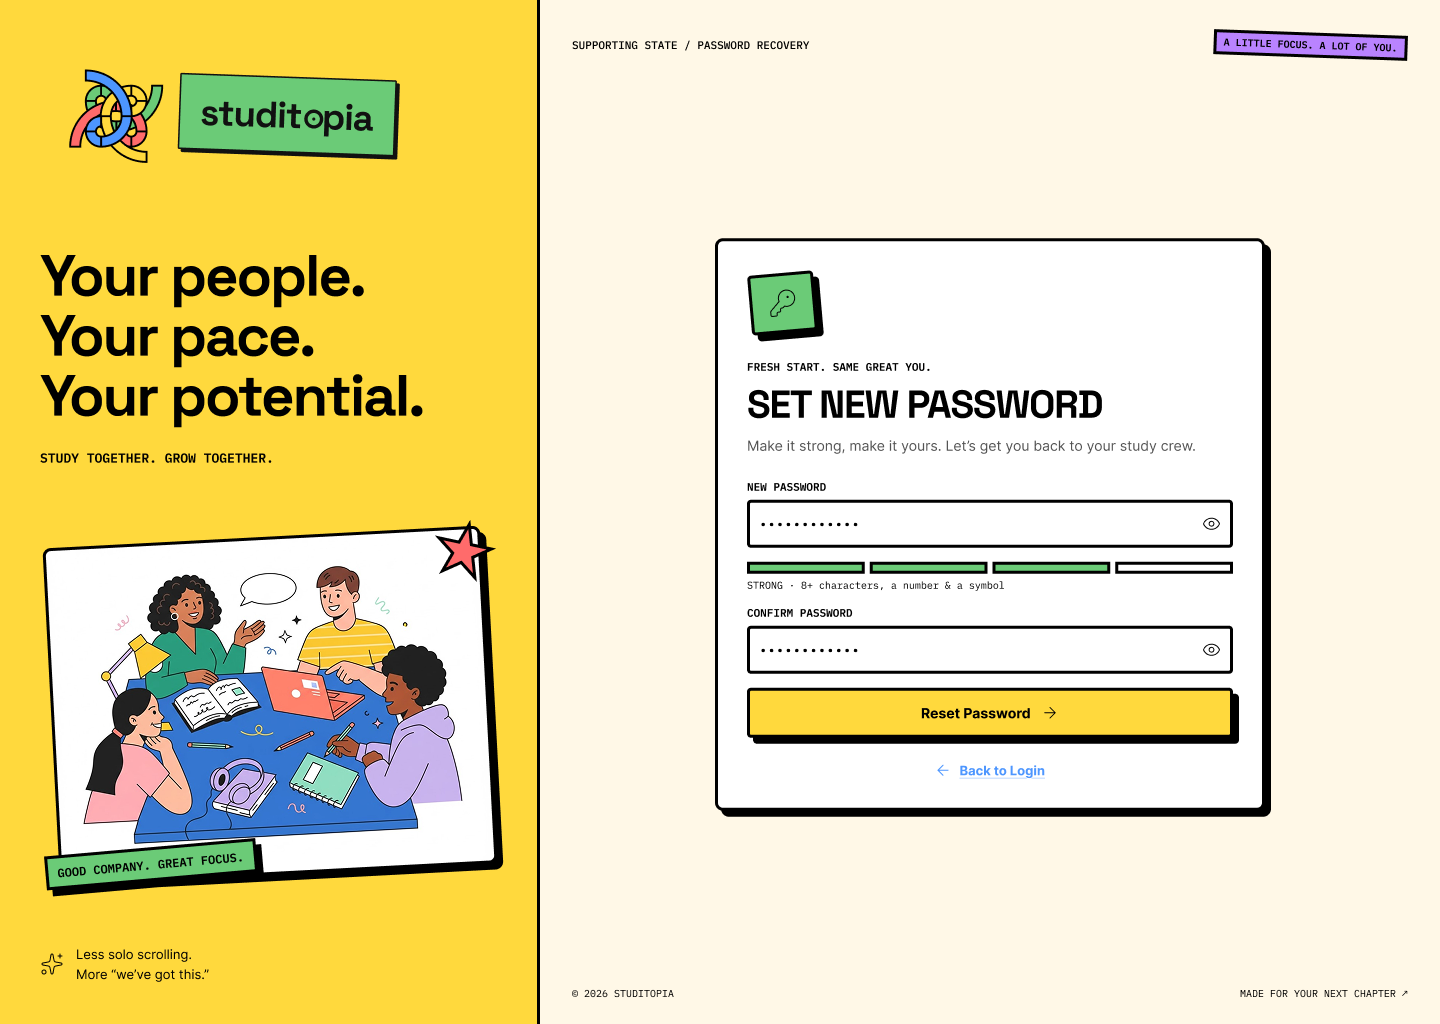 studitopia
Your people.
Your pace.
Your potential.
STUDY TOGETHER. GROW TOGETHER.
GOOD COMPANY. GREAT FOCUS.
Less solo scrolling.
More “we’ve got this.”
SUPPORTING STATE / PASSWORD RECOVERY
A LITTLE FOCUS. A LOT OF YOU.
FRESH START. SAME GREAT YOU.
SET NEW PASSWORD
Make it strong, make it yours. Let’s get you back to your study crew.
NEW PASSWORD
••••••••••••
STRONG · 8+ characters, a number & a symbol
CONFIRM PASSWORD
••••••••••••
Reset Password →
← Back to Login
© 2026 STUDITOPIA
MADE FOR YOUR NEXT CHAPTER ↗